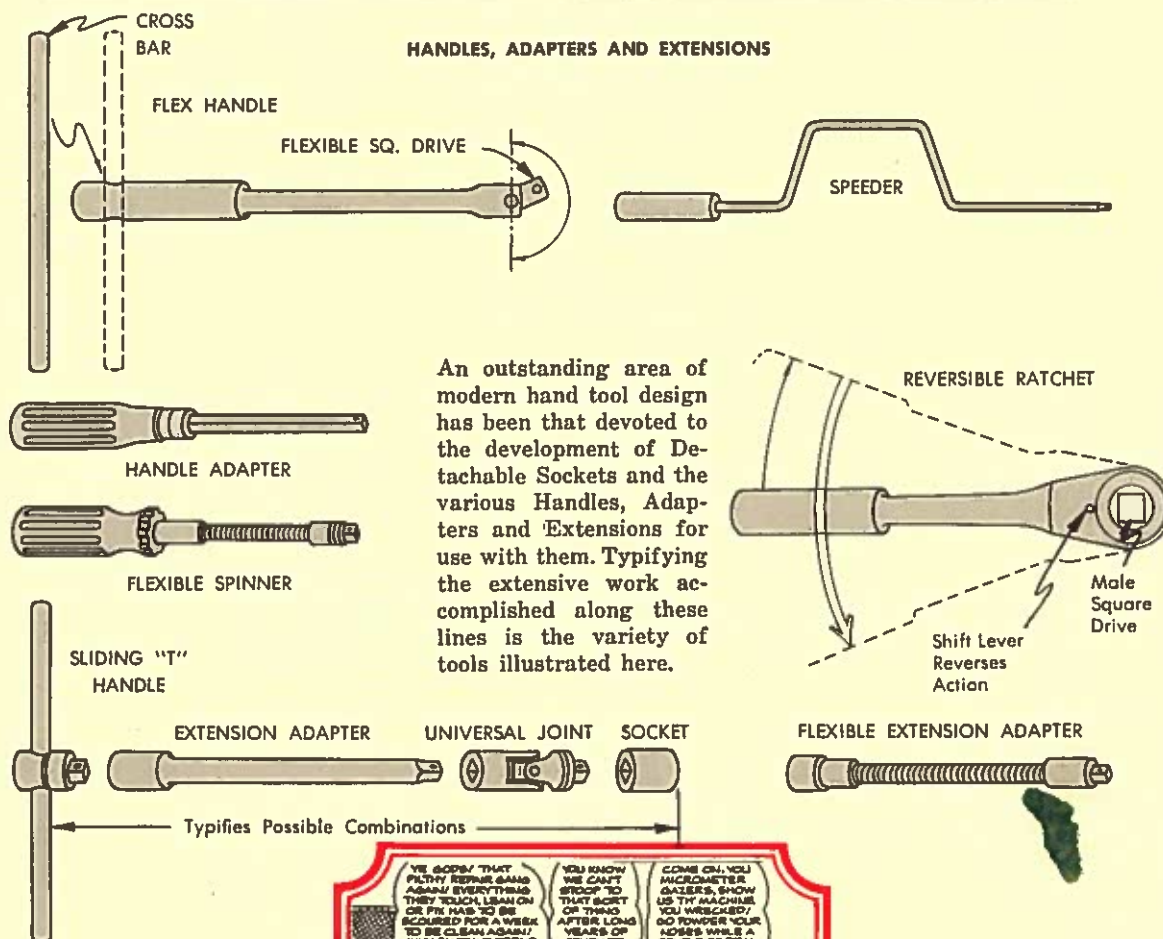 HANDLES, ADAPTERS AND EXTENSIONS
CROSS
BAR
FLEX HANDLE
FLEXIBLE SQ. DRIVE
SPEEDER
An outstanding area of
modern hand tool design
has been that devoted to
the development of De-
tachable Sockets and the
various Handles, Adap-
ters and Extensions for
use with them. Typifying
the extensive work ac-
complished along these
lines is the variety of
tools illustrated here.
REVERSIBLE RATCHET
Male
Square
Drive
Shift Lever
Reverses
Action
HANDLE ADAPTER
FLEXIBLE SPINNER
SLIDING "T"
HANDLE
EXTENSION ADAPTER
UNIVERSAL JOINT
SOCKET
FLEXIBLE EXTENSION ADAPTER
Typifies Possible Combinations
YE GODS! THAT
FILTHY REPAIR GANG
AGAIN! EVERYTHING
THEY TOUCH, LEAN ON
OR FIX HAS TO BE
SCOURED FOR A WEEK
TO BE CLEAN AGAIN!
YOU KNOW
WE CAN'T
STOOP TO
THAT SORT
OF THING
AFTER LONG
YEARS OF
COME ON, YOU
MICROMETER
GAZERS, SHOW
US TH' MACHINE
YOU WRECKED!
GO POWDER YOUR
NOSES WHILE A